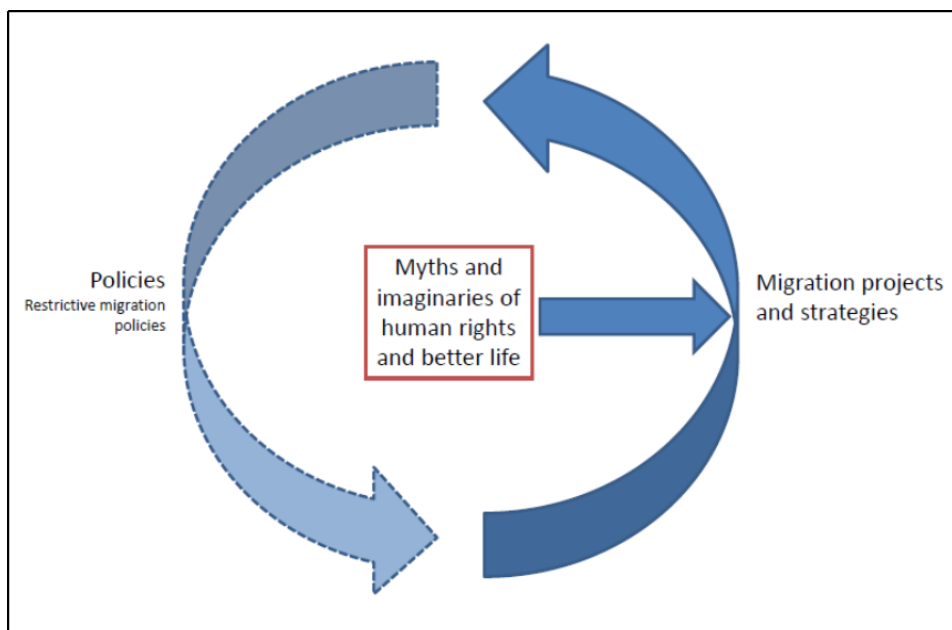 Policies
Restrictive migration
policies
Myths and
imaginaries of
human rights
and better life
Migration projects
and strategies